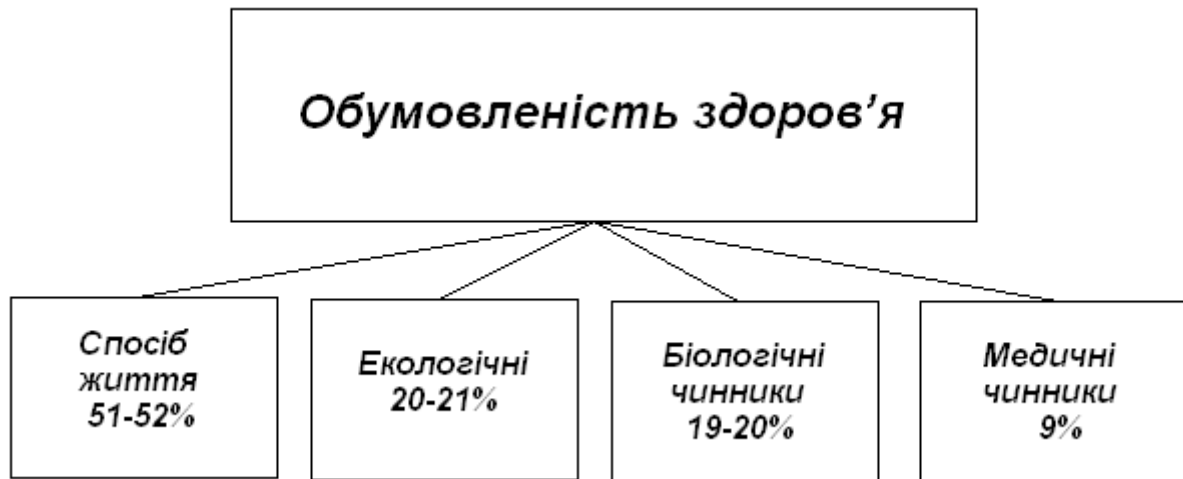 Обумовленість здоров’я
Спосіб
життя
51-52%
Екологічні
20-21%
Біологічні
чинники
19-20%
Медичні
чинники
9%